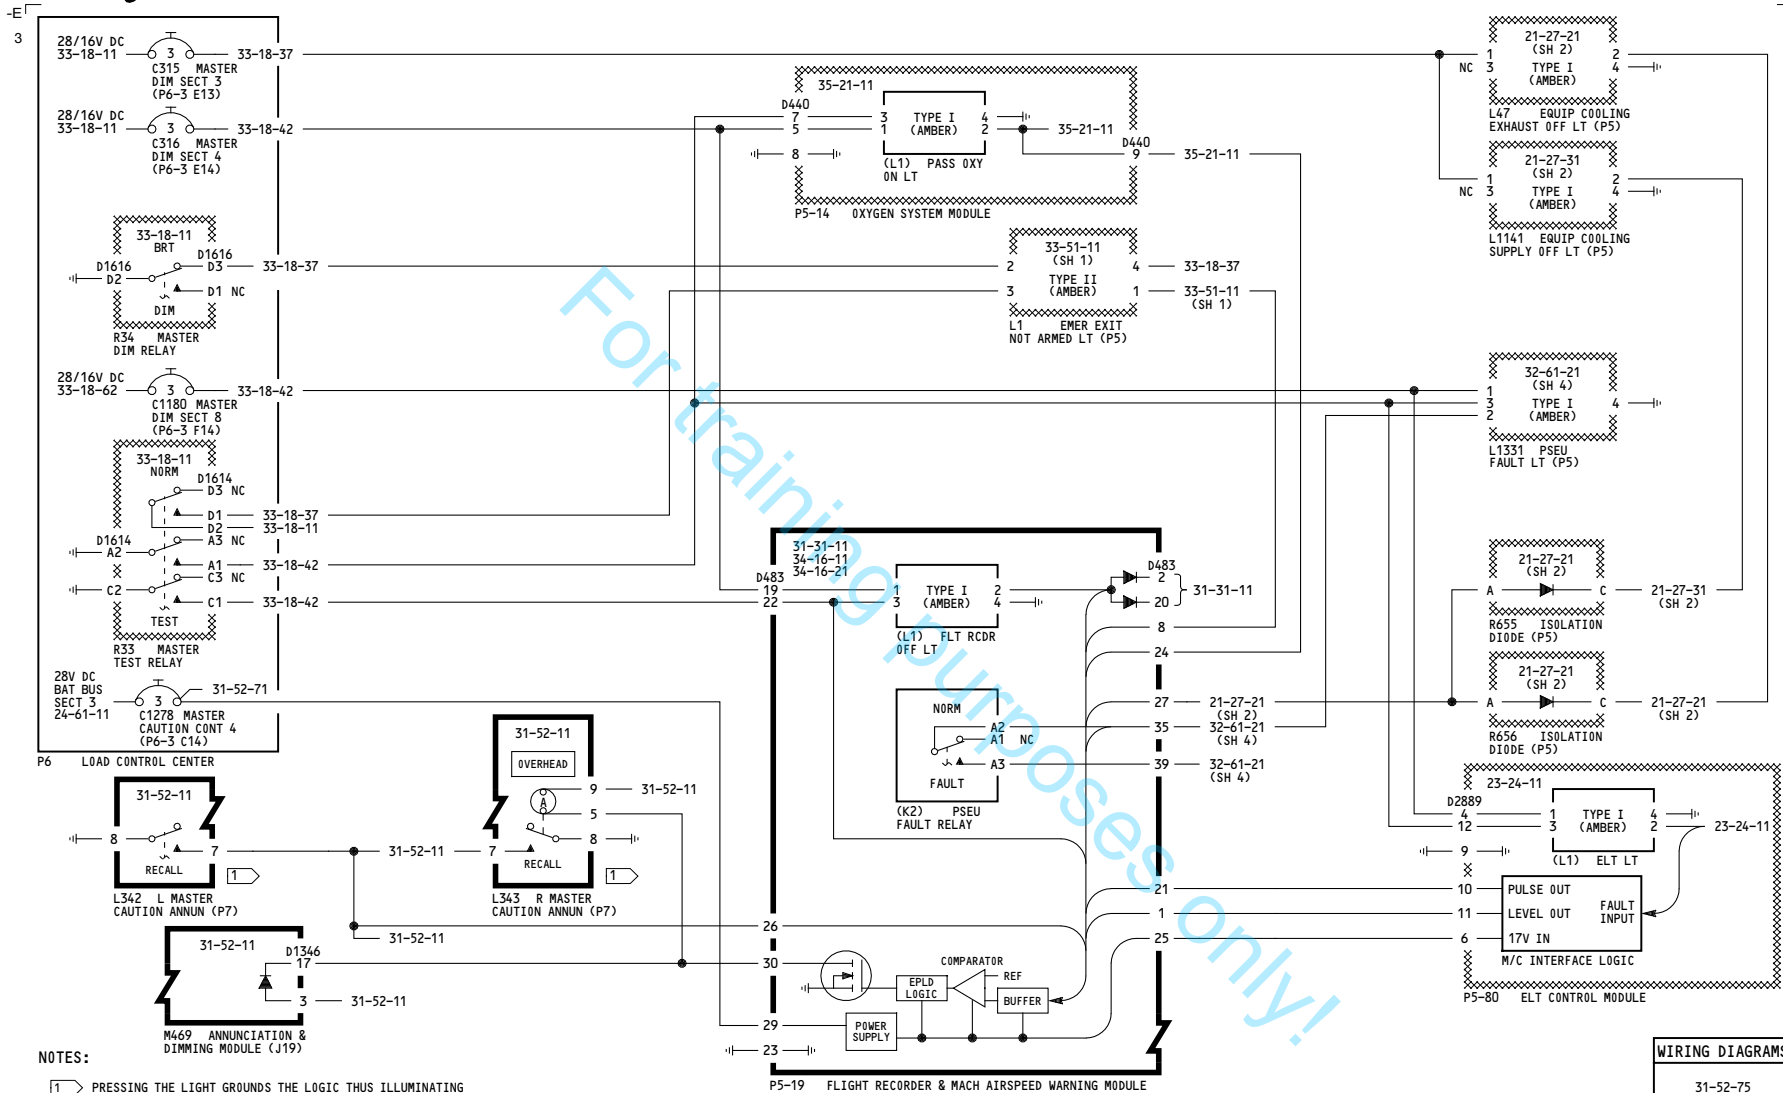 -E
3
28/16V DC
33-18-11
3
33-18-37
C315 MASTER
DIM SECT 3
(P6-3 E13)
28/16V DC
33-18-11
3
33-18-42
C316 MASTER
DIM SECT 4
(P6-3 E14)
33-18-11
BRT
D1616
D3
33-18-37
D1616
D2
D1 NC
DIM
R34 MASTER
DIM RELAY
28/16V DC
33-18-62
3
33-18-42
C1180 MASTER
DIM SECT 8
(P6-3 F14)
33-18-11
NORM
D1614
D3 NC
D1
33-18-37
D2
33-18-11
D1614
A2
A3 NC
A1
33-18-42
C3 NC
C2
C1
33-18-42
TEST
R33 MASTER
TEST RELAY
28V DC
BAT BUS
SECT 3
24-61-11
3
31-52-71
C1278 MASTER
CAUTION CONT 4
(P6-3 C14)
P6 LOAD CONTROL CENTER
35-21-11
D440
7
5
3
1
TYPE I
(AMBER)
4
2
35-21-11
8
(L1) PASS OXY
ON LT
D440
9
35-21-11
P5-14 OXYGEN SYSTEM MODULE
33-51-11
(SH 1)
2
3
TYPE II
(AMBER)
4
33-18-37
1
33-51-11
(SH 1)
L1 EMER EXIT
NOT ARMED LT (P5)
21-27-21
(SH 2)
1
NC 3
TYPE I
(AMBER)
2
4
L47 EQUIP COOLING
EXHAUST OFF LT (P5)
21-27-31
(SH 2)
1
NC 3
TYPE I
(AMBER)
2
4
L1141 EQUIP COOLING
SUPPLY OFF LT (P5)
32-61-21
(SH 4)
1
3
2
TYPE I
(AMBER)
4
L1331 PSEU
FAULT LT (P5)
21-27-21
(SH 2)
A
C
21-27-31
(SH 2)
R655 ISOLATION
DIODE (P5)
21-27-21
(SH 2)
A
C
21-27-21
(SH 2)
R656 ISOLATION
DIODE (P5)
31-31-11
34-16-11
34-16-21
D483
19
22
1
3
TYPE I
(AMBER)
2
4
(L1) FLT RCDR
OFF LT
D483
2
20
31-31-11
8
24
27
21-27-21
(SH 2)
35
32-61-21
(SH 4)
39
32-61-21
(SH 4)
NORM
A2
A1 NC
A3
FAULT
(K2) PSEU
FAULT RELAY
21
1
25
26
30
29
23
COMPARATOR
REF
EPLD
LOGIC
BUFFER
POWER
SUPPLY
P5-19 FLIGHT RECORDER & MACH AIRSPEED WARNING MODULE
23-24-11
D2889
4
12
1
3
TYPE I
(AMBER)
4
2
23-24-11
9
(L1) ELT LT
10
PULSE OUT
11
LEVEL OUT
6
17V IN
FAULT
INPUT
M/C INTERFACE LOGIC
P5-80 ELT CONTROL MODULE
31-52-11
8
7
RECALL
1
L342 L MASTER
CAUTION ANNUN (P7)
31-52-11
31-52-11
31-52-11
OVERHEAD
A
9
31-52-11
5
7
8
RECALL
1
L343 R MASTER
CAUTION ANNUN (P7)
31-52-11
D1346
17
3
31-52-11
M469 ANNUNCIATION &
DIMMING MODULE (J19)
NOTES:
1 PRESSING THE LIGHT GROUNDS THE LOGIC THUS ILLUMINATING
WIRING DIAGRAMS
31-52-75
For training purposes only!